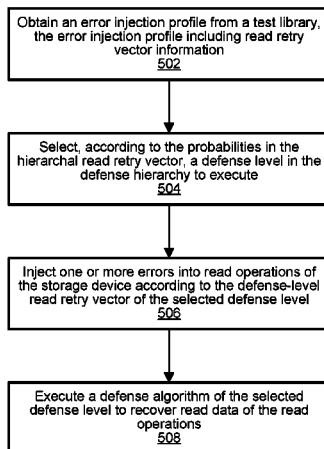 Obtain an error injection profile from a test library,
the error injection profile including read retry
vector information
502
Select, according to the probabilities in the
hierarchal read retry vector, a defense level in the
defense hierarchy to execute
504
Inject one or more errors into read operations of
the storage device according to the defense-level
read retry vector of the selected defense level
506
Execute a defense algorithm of the selected
defense level to recover read data of the read
operations
508